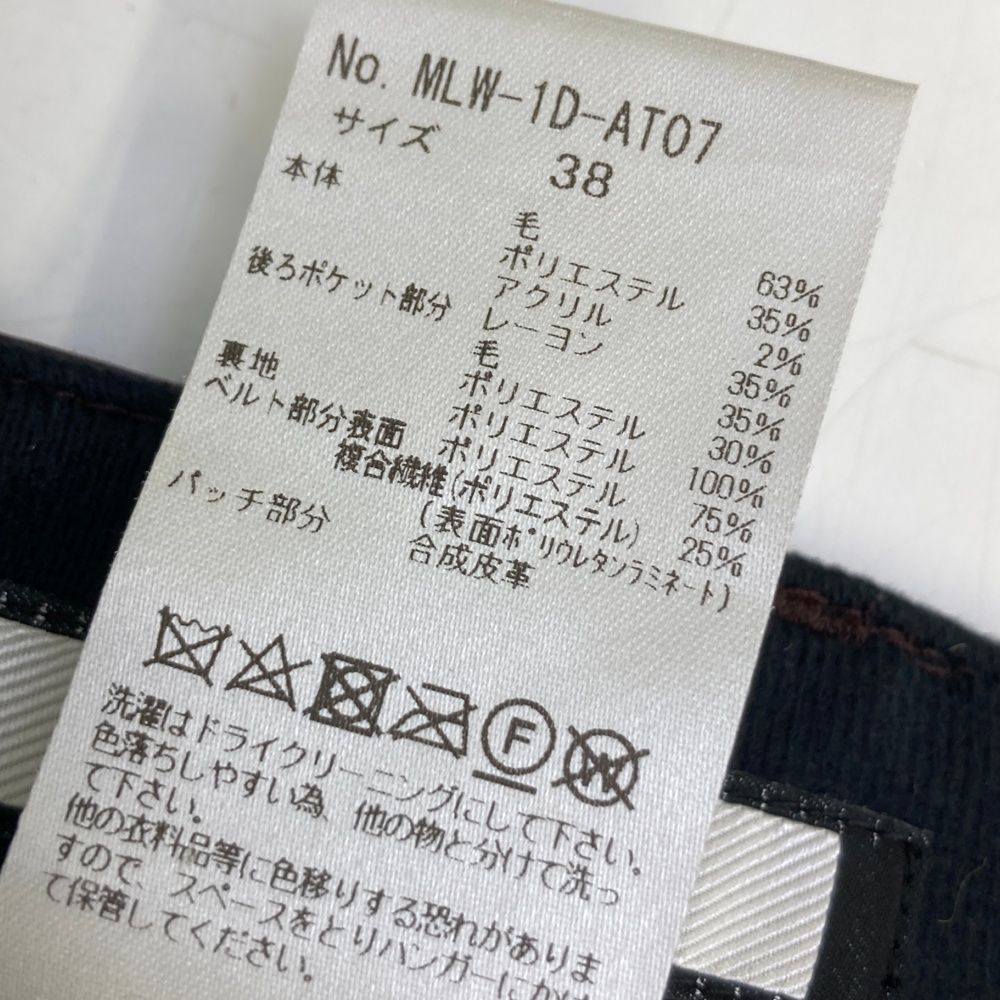 No. MLW-1D-AT07
サイズ 38
本体 毛 63%
ポリエステル 35%
アクリル 2%
後ろポケット部分 レーヨン 35%
毛 35%
ポリエステル 30%
裏地 ポリエステル 100%
ベルト部分表面 ポリエステル 75%
複合繊維(ポリエステル) 25%
(表面ﾎﾟﾘｳﾚﾀﾝﾗﾐﾈｰﾄ)
パッチ部分 合成皮革
F W
洗濯はドライクリーニングにして下さい。
色落ちしやすい為、他の物と分けて洗っ
て下さい。
他の衣料品等に色移りする恐れがありま
すので、スペースをとりハンガーにかけ
て保管してください。